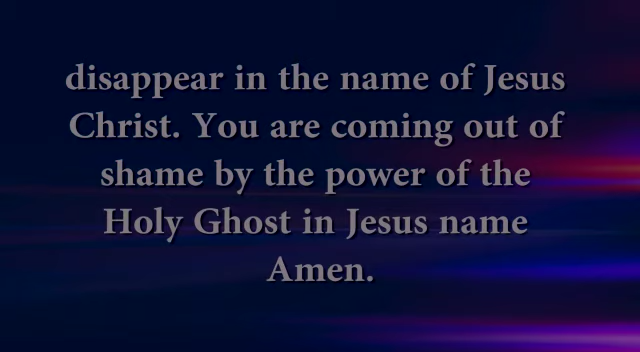 disappear in the name of Jesus
Christ. You are coming out of
shame by the power of the
Holy Ghost in Jesus name
Amen.